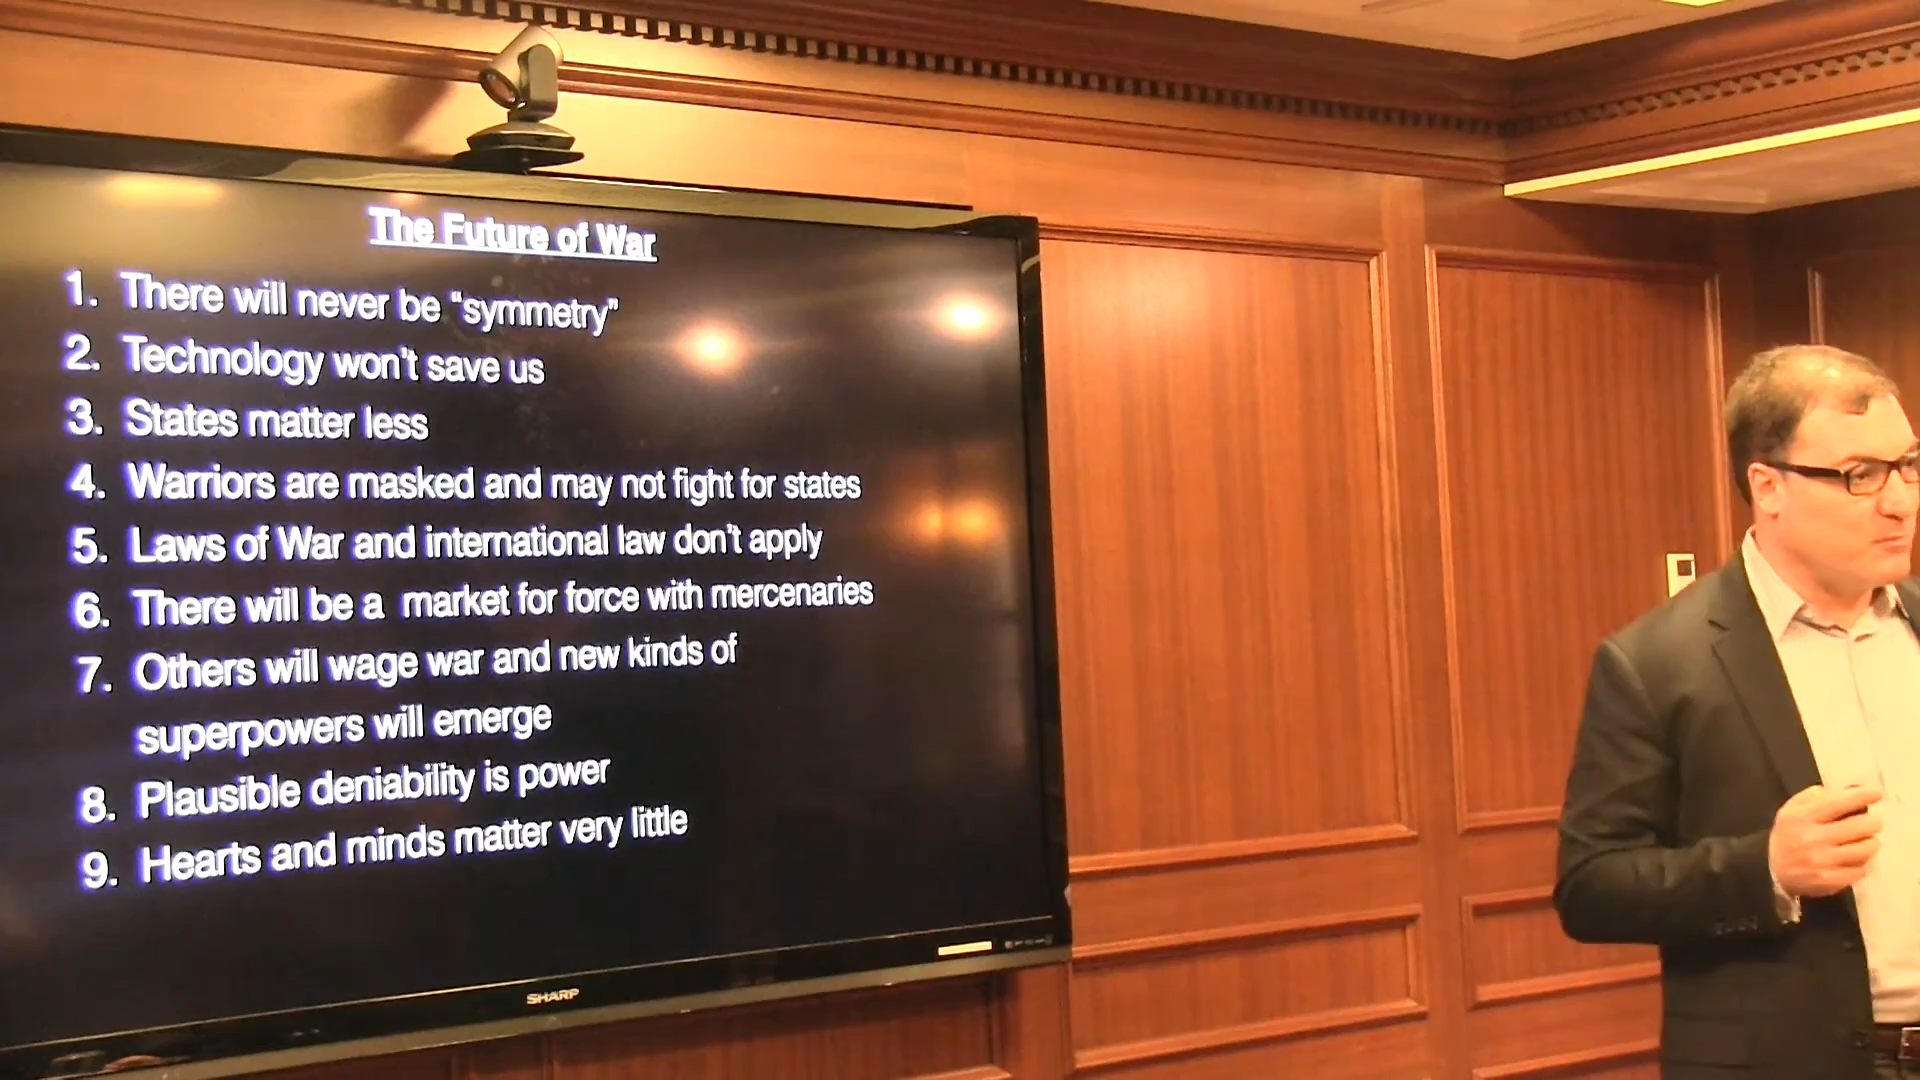 The Future of War
1. There will never be “symmetry”
2. Technology won't save us
3. States matter less
4. Warriors are masked and may not fight for states
5. Laws of War and international law don't apply
6. There will be a market for force with mercenaries
7. Others will wage war and new kinds of
superpowers will emerge
8. Plausible deniability is power
9. Hearts and minds matter very little
SHARP